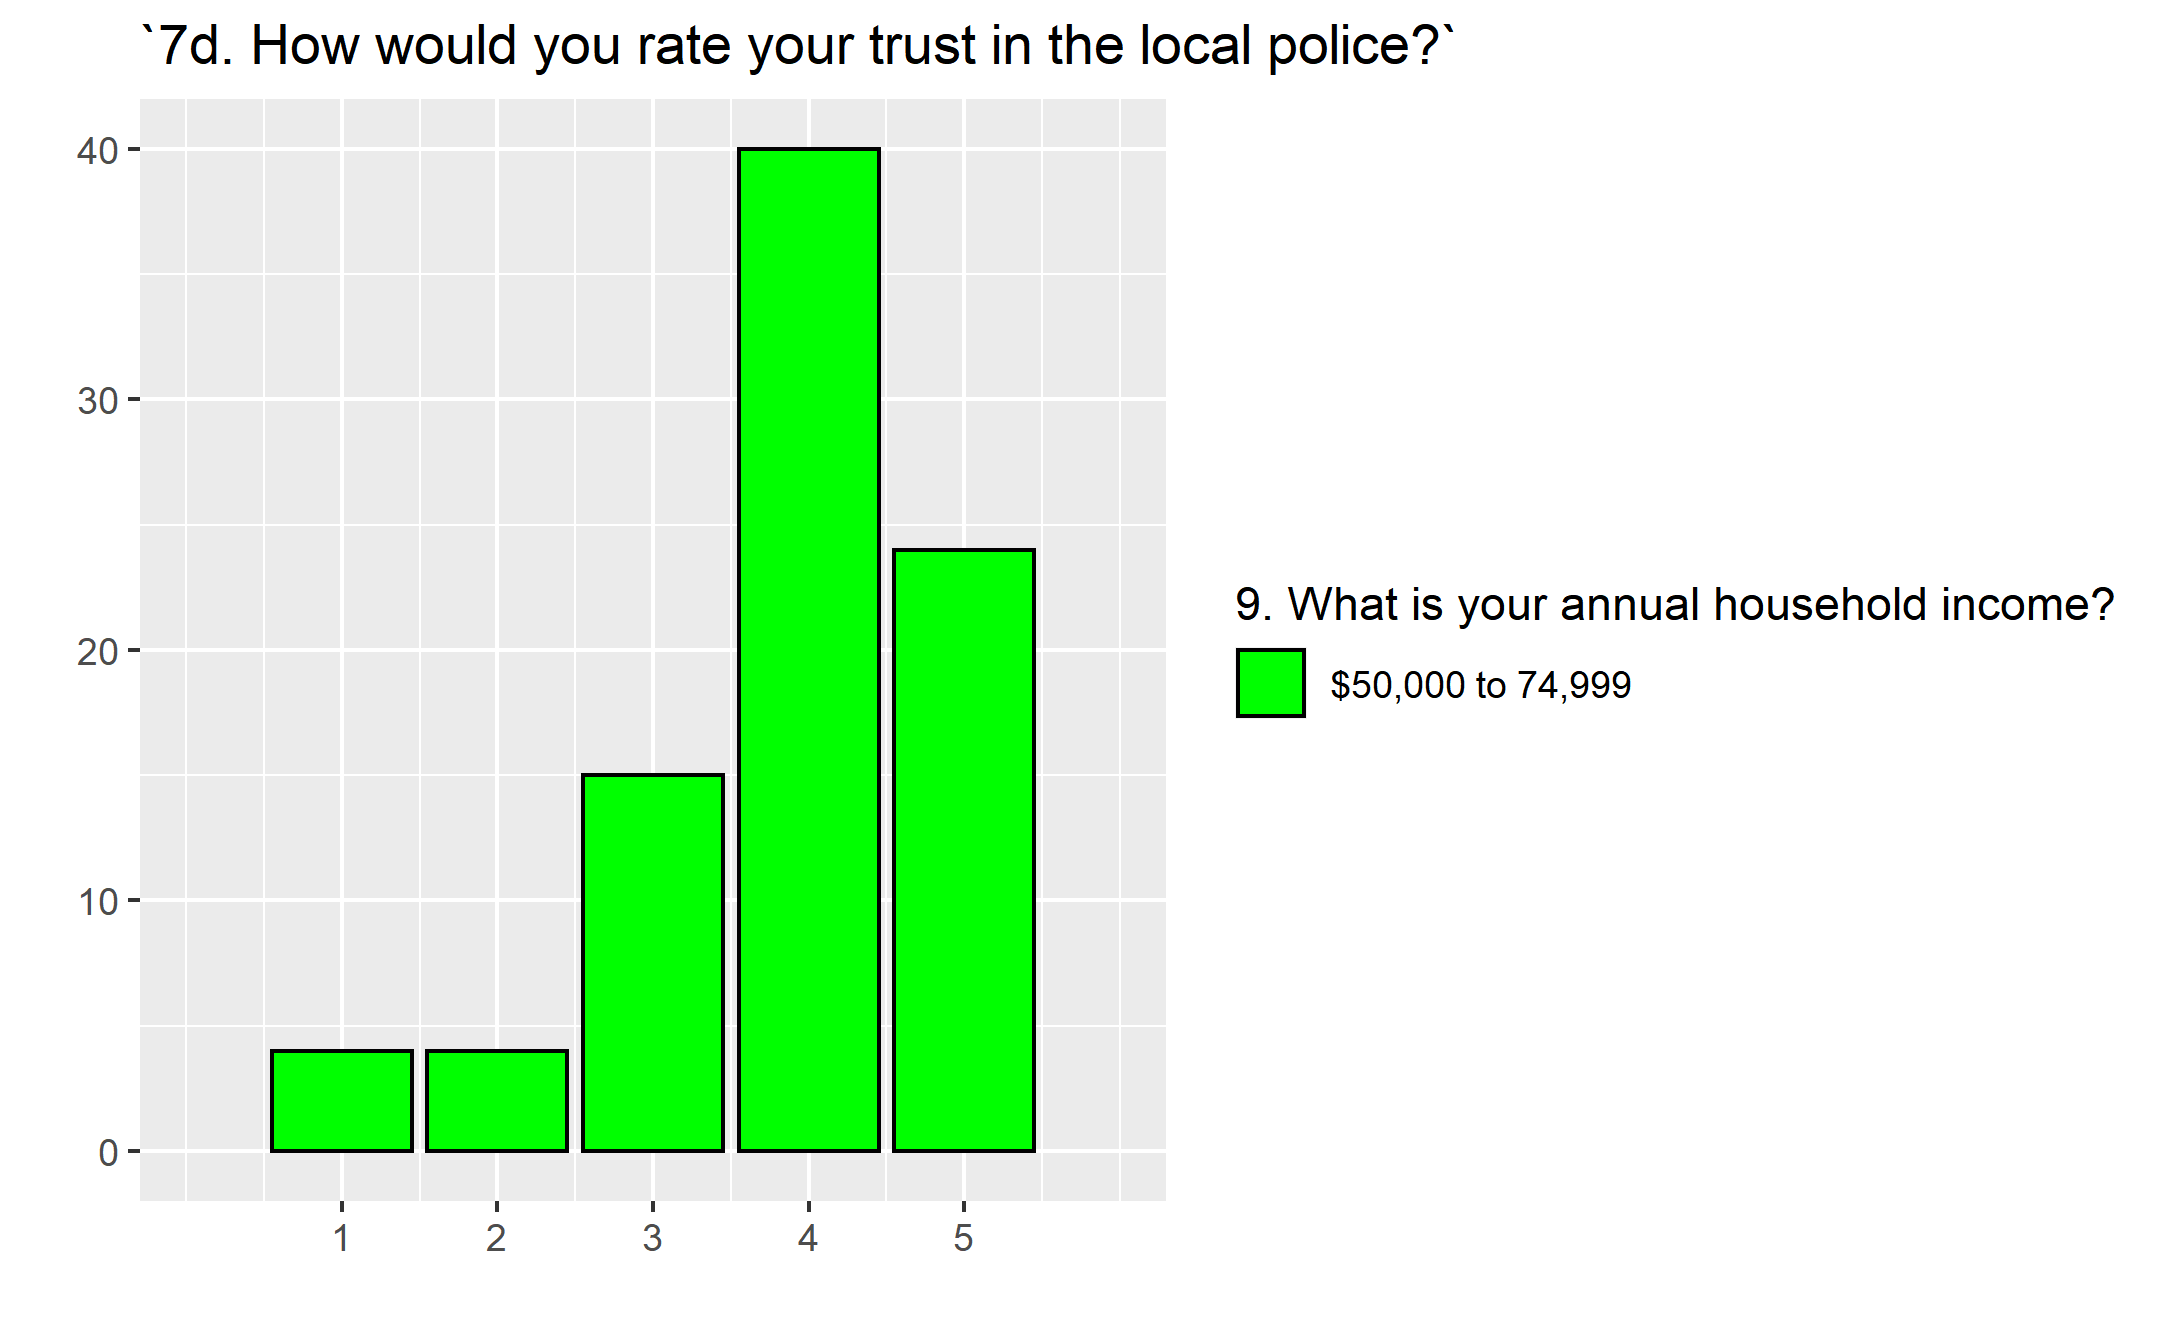 `7d. How would you rate your trust in the local police?`
40
30
20
10
0
1 2 3 4 5
9. What is your annual household income?
$50,000 to 74,999